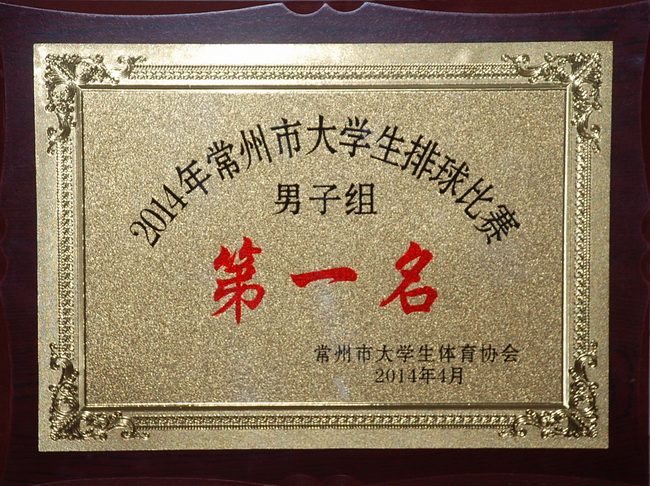 2014年常州市大学生排球比赛
男子组
第一名
常州市大学生体育协会
2014年4月